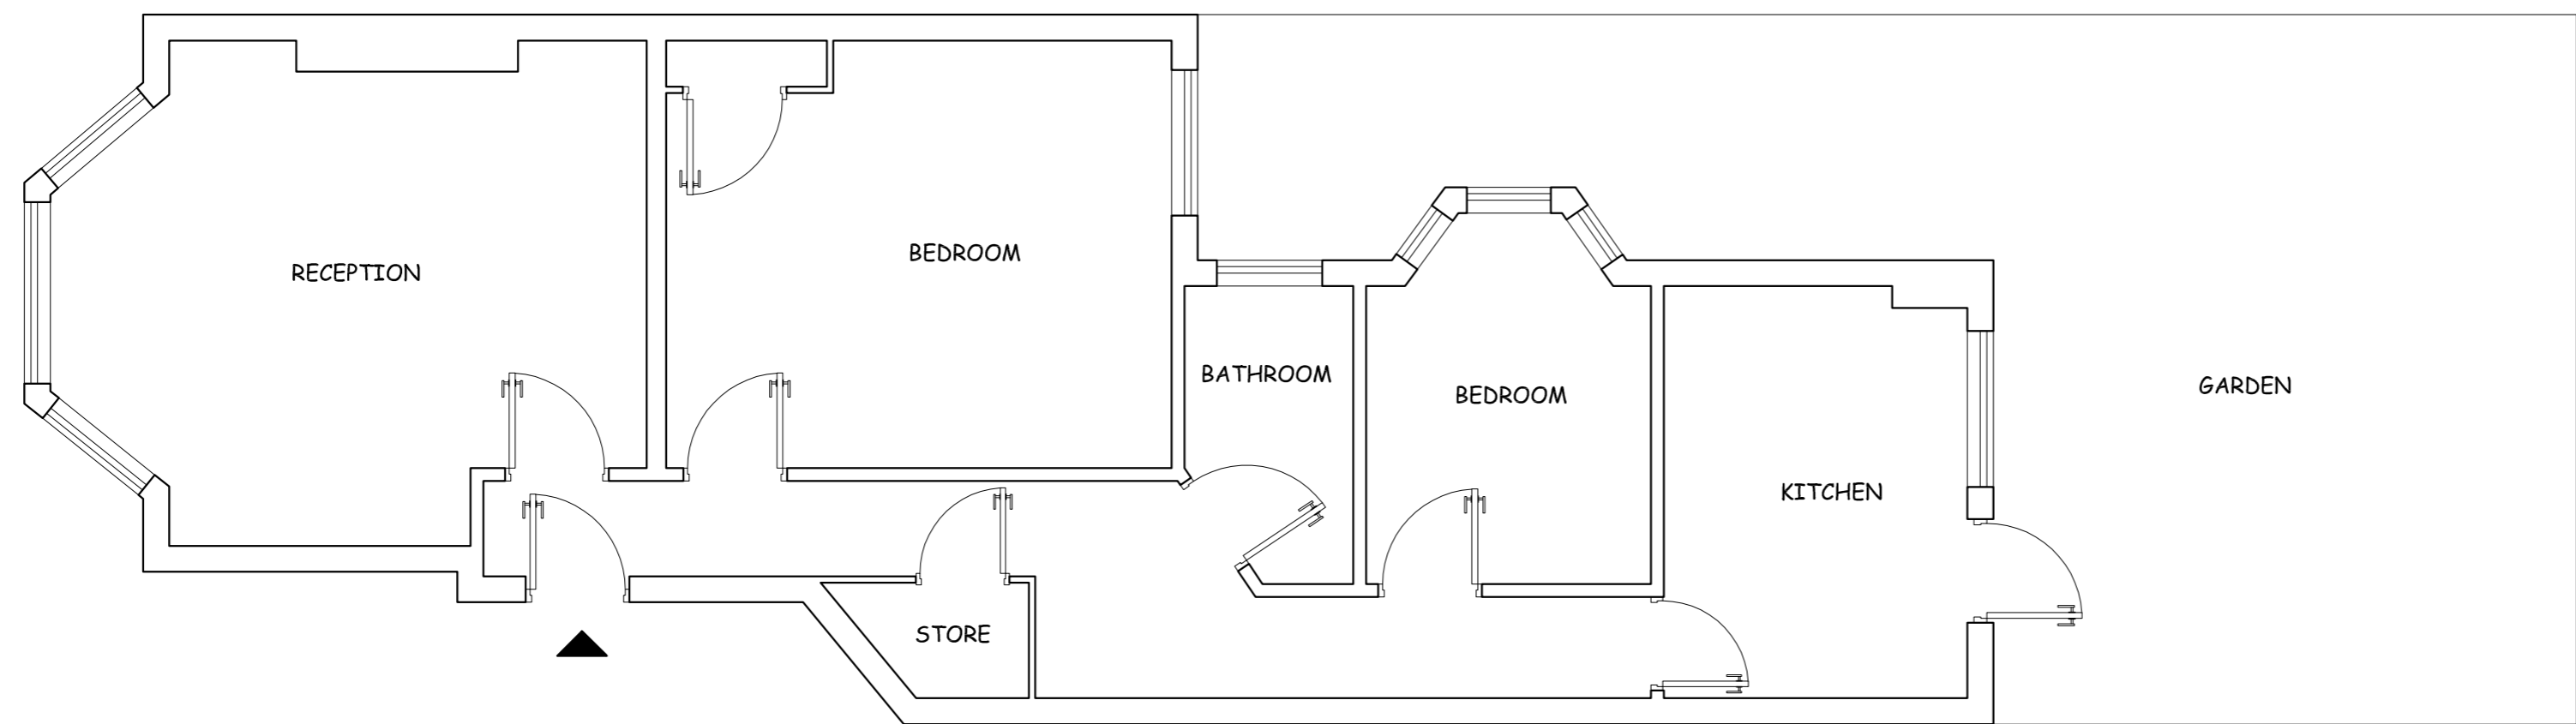 RECEPTION
BEDROOM
BATHROOM
BEDROOM
KITCHEN
GARDEN
STORE